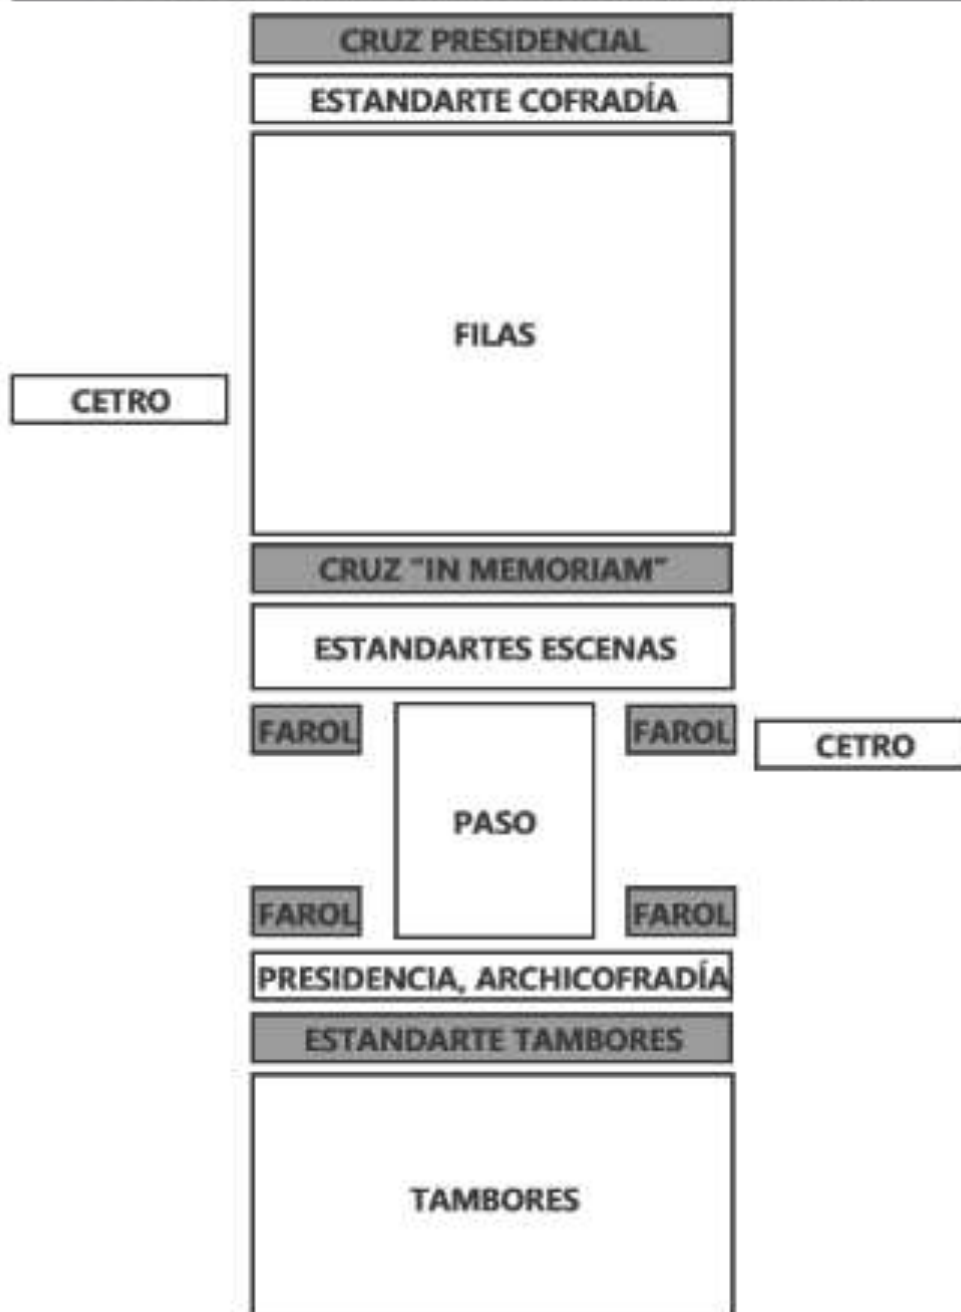 CRUZ PRESIDENCIAL
ESTANDARTE COFRADÍA
FILAS
CETRO
CRUZ "IN MEMORIAM"
ESTANDARTES ESCENAS
FAROL
FAROL
CETRO
PASO
FAROL
FAROL
PRESIDENCIA, ARCHICOFRADÍA
ESTANDARTE TAMBORES
TAMBORES